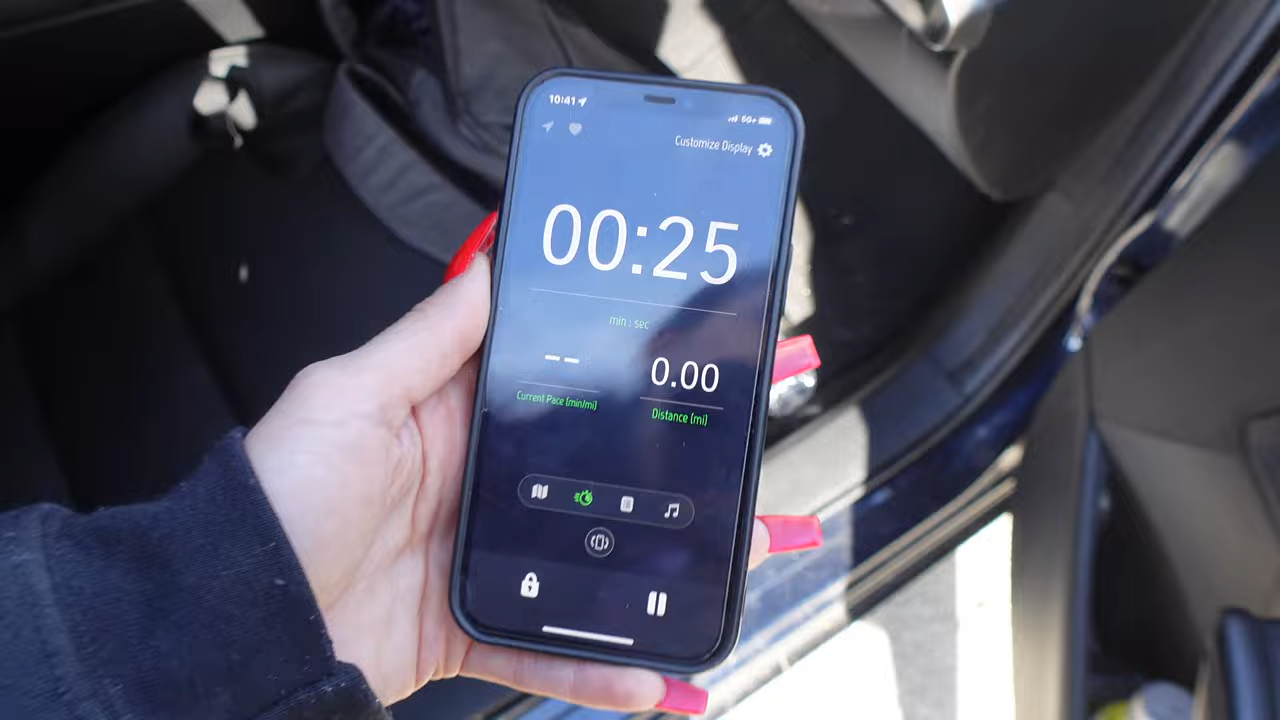 10:41
5G+
Customize Display
00:25
min : sec
-- 0.00
Current Pace (min/mi) Distance (mi)